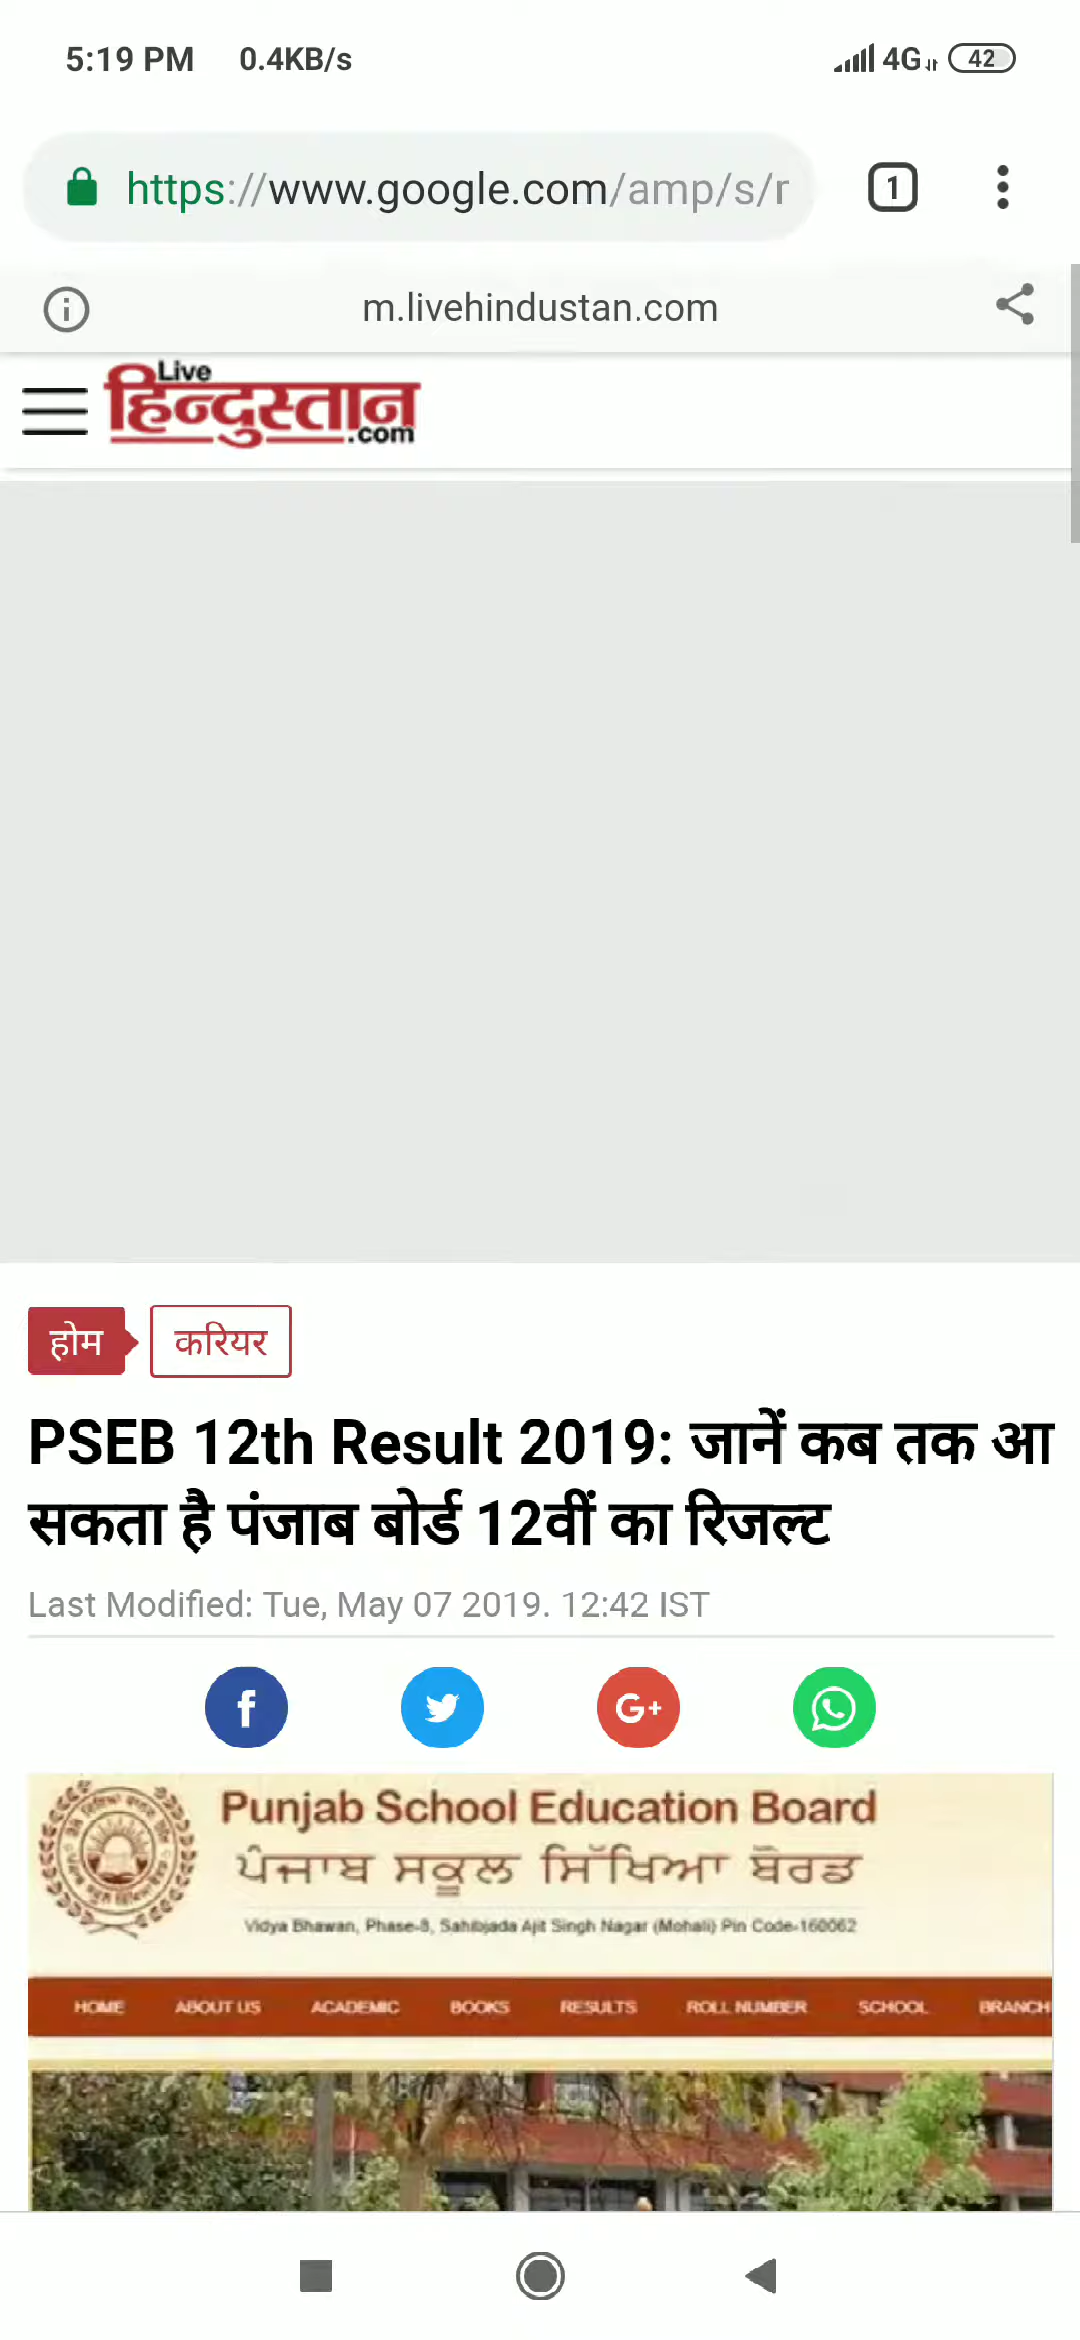 5:19 PM 0.4KB/s 4G 42
https://www.google.com/amp/s/r 1
m.livehindustan.com
Live
हिन्दुस्तान
.com
होम करियर
PSEB 12th Result 2019: जानें कब तक आ
सकता है पंजाब बोर्ड 12वीं का रिजल्ट
Last Modified: Tue, May 07 2019. 12:42 IST
f G+
Punjab School Education Board
ਪੰਜਾਬ ਸਕੂਲ ਸਿੱਖਿਆ ਬੋਰਡ
Vidya Bhawan, Phase-8, Sahibjada Ajit Singh Nagar (Mohali) Pin Code-160062
HOME ABOUT US ACADEMIC BOOKS RESULTS ROLL NUMBER SCHOOL BRANCH